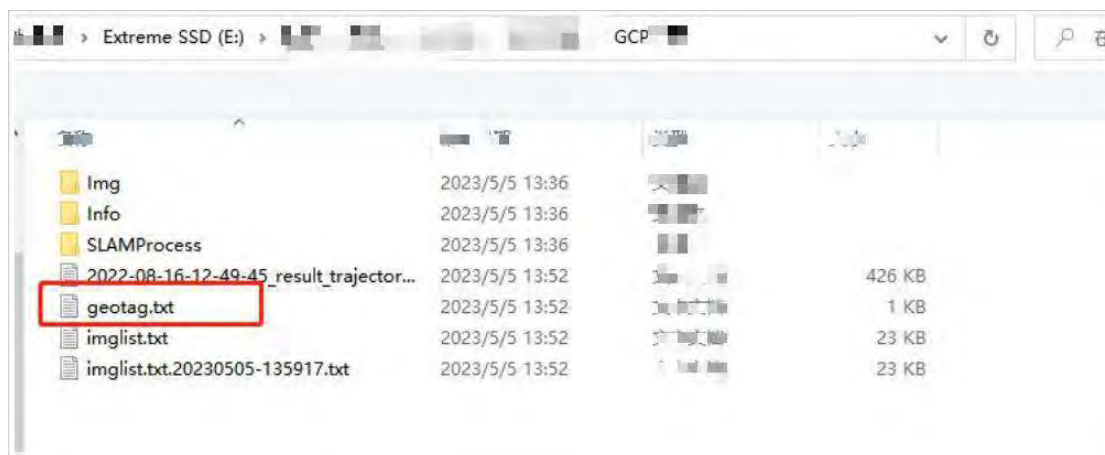 > Extreme SSD (E:) > GCP
Img 2023/5/5 13:36
Info 2023/5/5 13:36
SLAMProcess 2023/5/5 13:36
2022-08-16-12-49-45_result_trajector... 2023/5/5 13:52 426 KB
geotag.txt 2023/5/5 13:52 1 KB
imglist.txt 2023/5/5 13:52 23 KB
imglist.txt.20230505-135917.txt 2023/5/5 13:52 23 KB